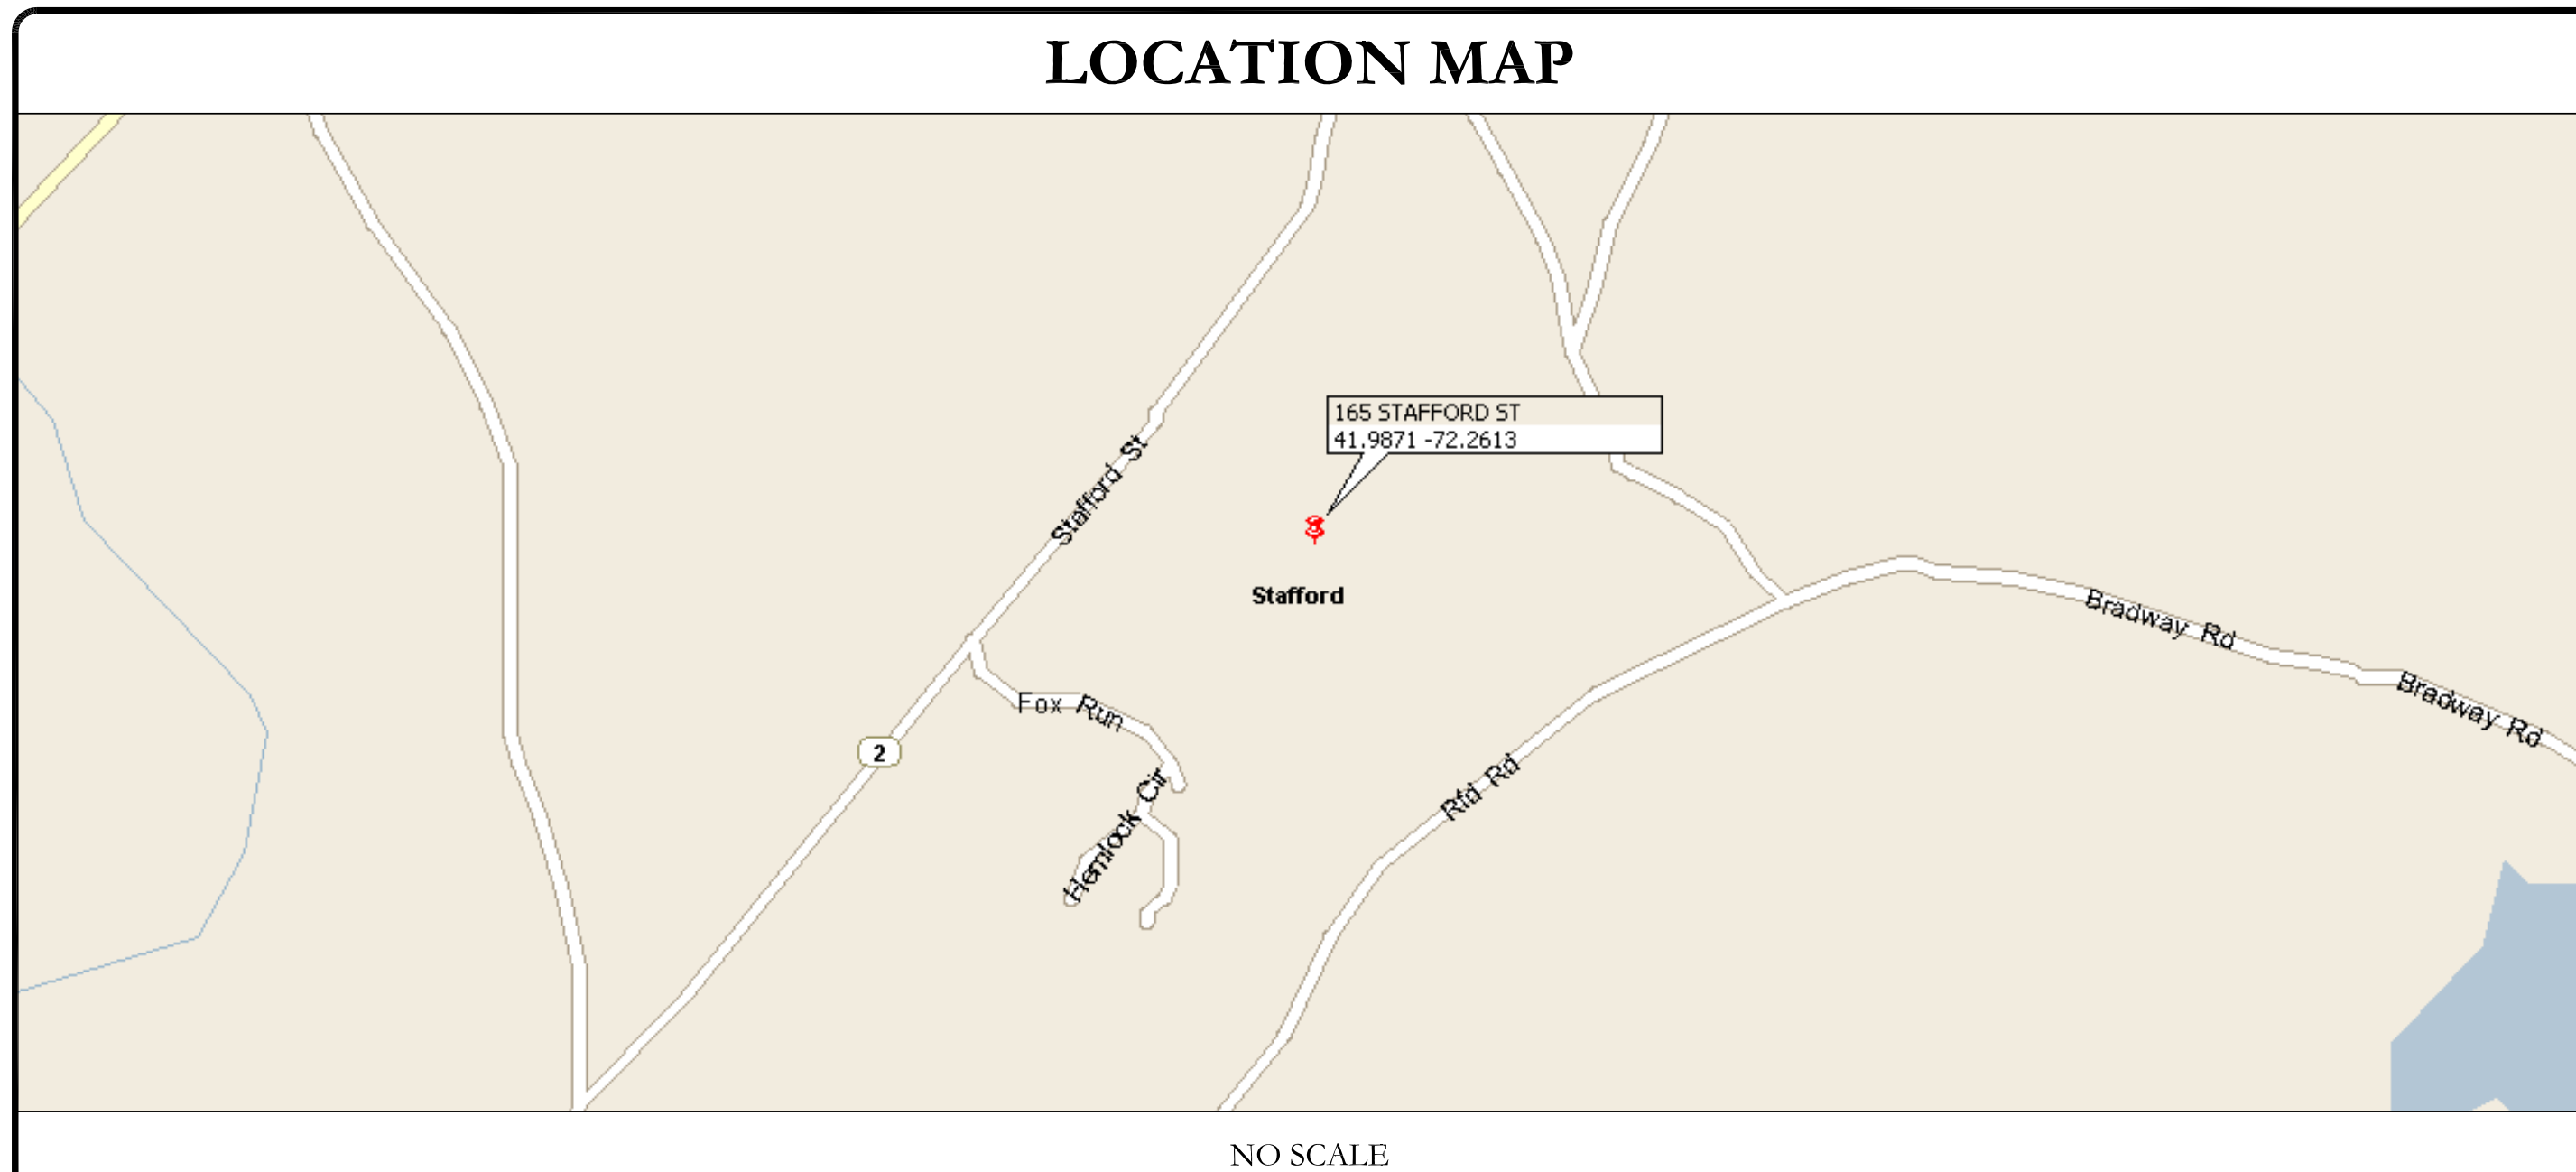 LOCATION MAP
165 STAFFORD ST
41.9871 -72.2613
Stafford St
Stafford
Bradway Rd
Bradway Rd
Fox Run
2
Rfd Rd
Hemlock Cir
NO SCALE